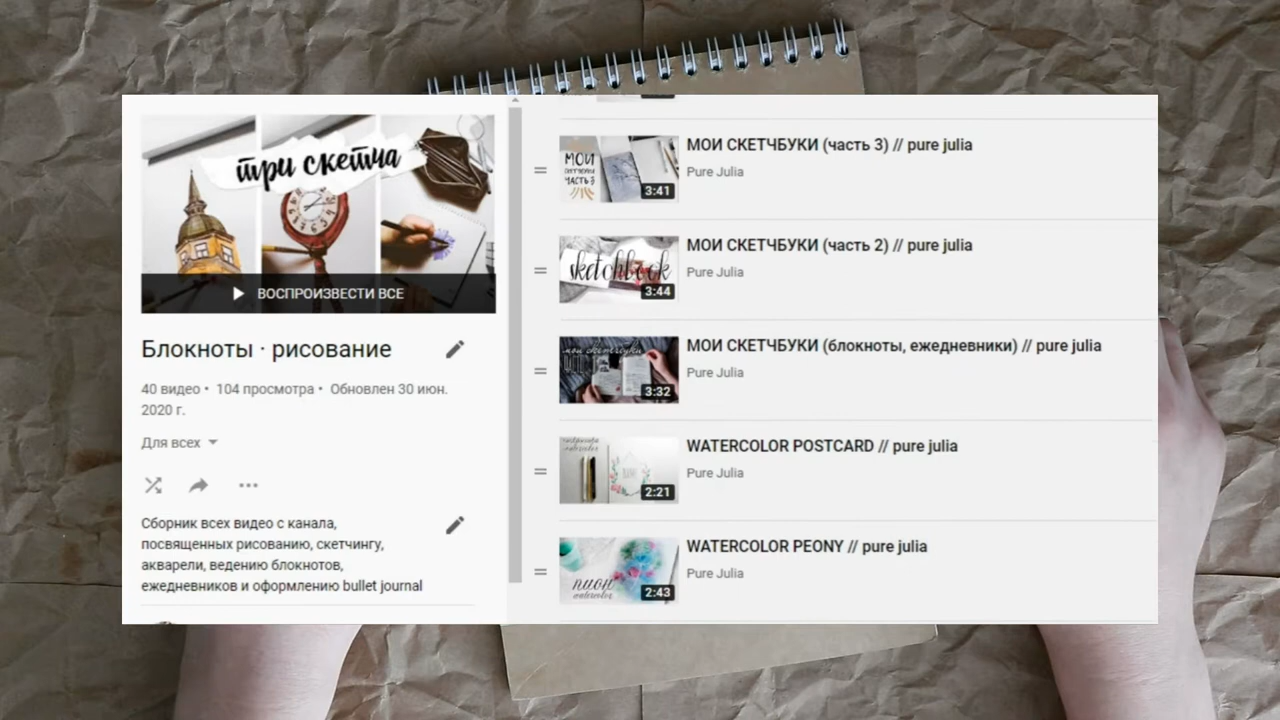 три скетча
ВОСПРОИЗВЕСТИ ВСЕ
Блокноты · рисование
40 видео • 104 просмотра • Обновлен 30 июн.
2020 г.
Для всех
Сборник всех видео с канала,
посвященных рисованию, скетчингу,
акварели, ведению блокнотов,
ежедневников и оформлению bullet journal
МОИ СКЕТЧБУКИ (часть 3) // pure julia
Pure Julia
МОИ
СКЕТЧБУКИ
ЧАСТЬ 3
3:41
МОИ СКЕТЧБУКИ (часть 2) // pure julia
Pure Julia
sketchbook
3:44
МОИ СКЕТЧБУКИ (блокноты, ежедневники) // pure julia
Pure Julia
мои скетчбуки
3:32
WATERCOLOR POSTCARD // pure julia
Pure Julia
2:21
WATERCOLOR PEONY // pure julia
Pure Julia
пион
watercolor
2:43